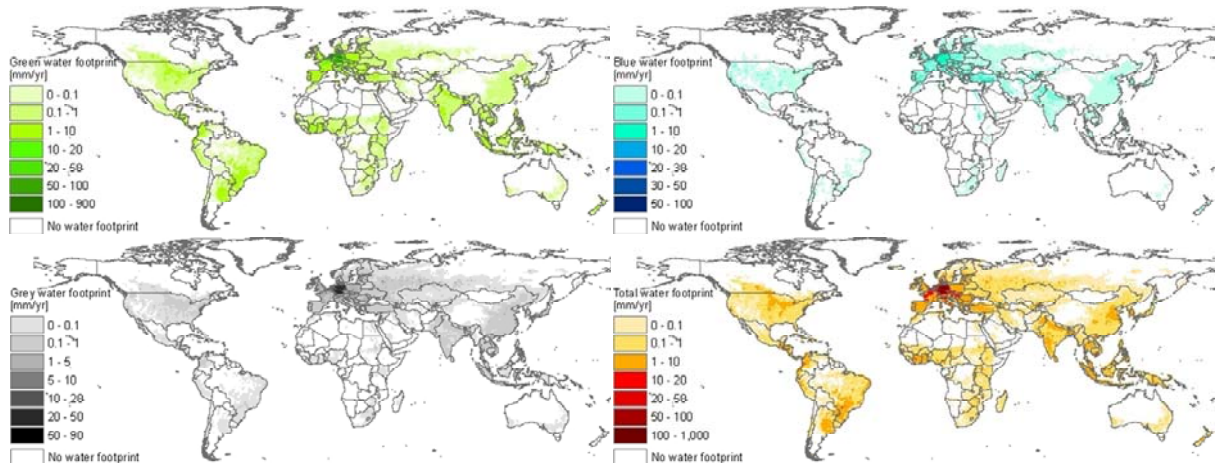 Green water footprint
[mm/yr]
0 - 0.1
0.1 - 1
1 - 10
10 - 20
20 - 50
50 - 100
100 - 900
No water footprint
Blue water footprint
[mm/yr]
0 - 0.1
0.1 - 1
1 - 10
10 - 20
20 - 30
30 - 50
50 - 100
No water footprint
Grey water footprint
[mm/yr]
0 - 0.1
0.1 - 1
1 - 5
5 - 10
10 - 20
20 - 50
50 - 90
No water footprint
Total water footprint
[mm/yr]
0 - 0.1
0.1 - 1
1 - 10
10 - 20
20 - 50
50 - 100
100 - 1,000
No water footprint